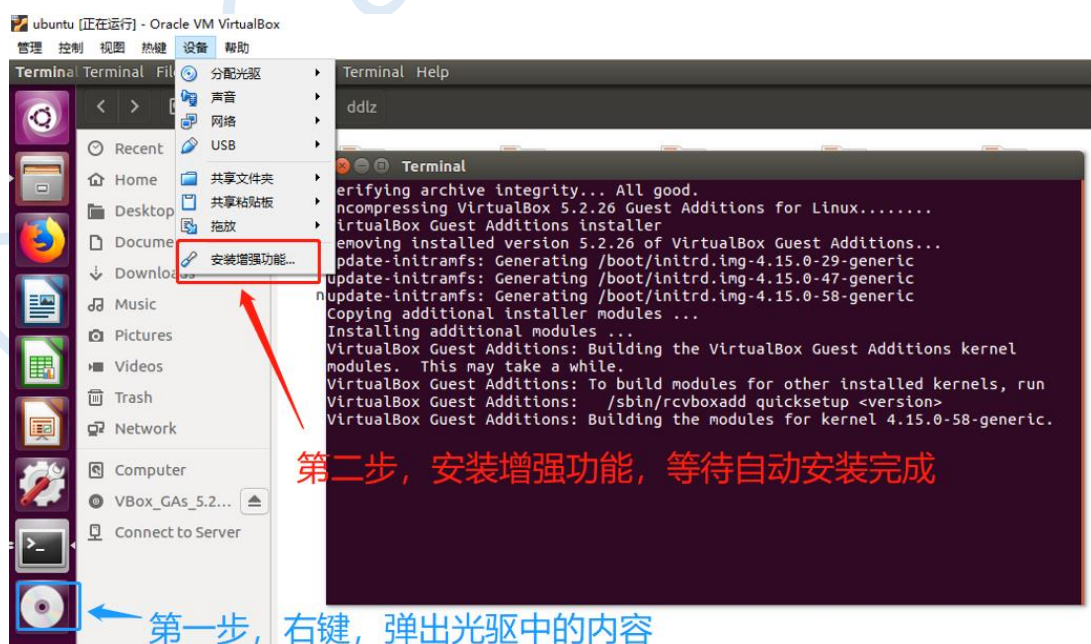 ubuntu [正在运行] - Oracle VM VirtualBox
管理 控制 视图 热键 设备 帮助
Terminal Terminal Fil Terminal Help
分配光驱
声音
网络
USB
共享文件夹
共享粘贴板
拖放
安装增强功能...
ddlz
Recent
Home
Desktop
Docume
Downloads
Music
Pictures
Videos
Trash
Network
Computer
VBox_GAs_5.2...
Connect to Server
Terminal
erifying archive integrity... All good.
ncompressing VirtualBox 5.2.26 Guest Additions for Linux........
irtualBox Guest Additions installer
emoving installed version 5.2.26 of VirtualBox Guest Additions...
update-initramfs: Generating /boot/initrd.img-4.15.0-29-generic
update-initramfs: Generating /boot/initrd.img-4.15.0-47-generic
update-initramfs: Generating /boot/initrd.img-4.15.0-58-generic
Copying additional installer modules ...
Installing additional modules ...
VirtualBox Guest Additions: Building the VirtualBox Guest Additions kernel
modules. This may take a while.
VirtualBox Guest Additions: To build modules for other installed kernels, run
VirtualBox Guest Additions: /sbin/rcvboxadd quicksetup <version>
VirtualBox Guest Additions: Building the modules for kernel 4.15.0-58-generic.
第二步，安装增强功能，等待自动安装完成
第一步，右键，弹出光驱中的内容